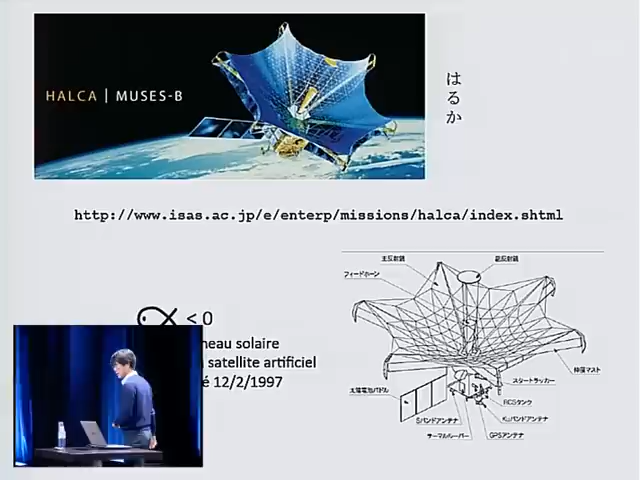 HALCA | MUSES-B
はるか
http://www.isas.ac.jp/e/enterp/missions/halca/index.shtml
主反射鏡
副反射鏡
フィードホーン
< 0
neau solaire
satellite artificiel
é 12/2/1997
伸展マスト
スタートラッカー
太陽電池パドル
RCSタンク
Sバンドアンテナ
Kuバンドアンテナ
サーマルルーバー
GPSアンテナ